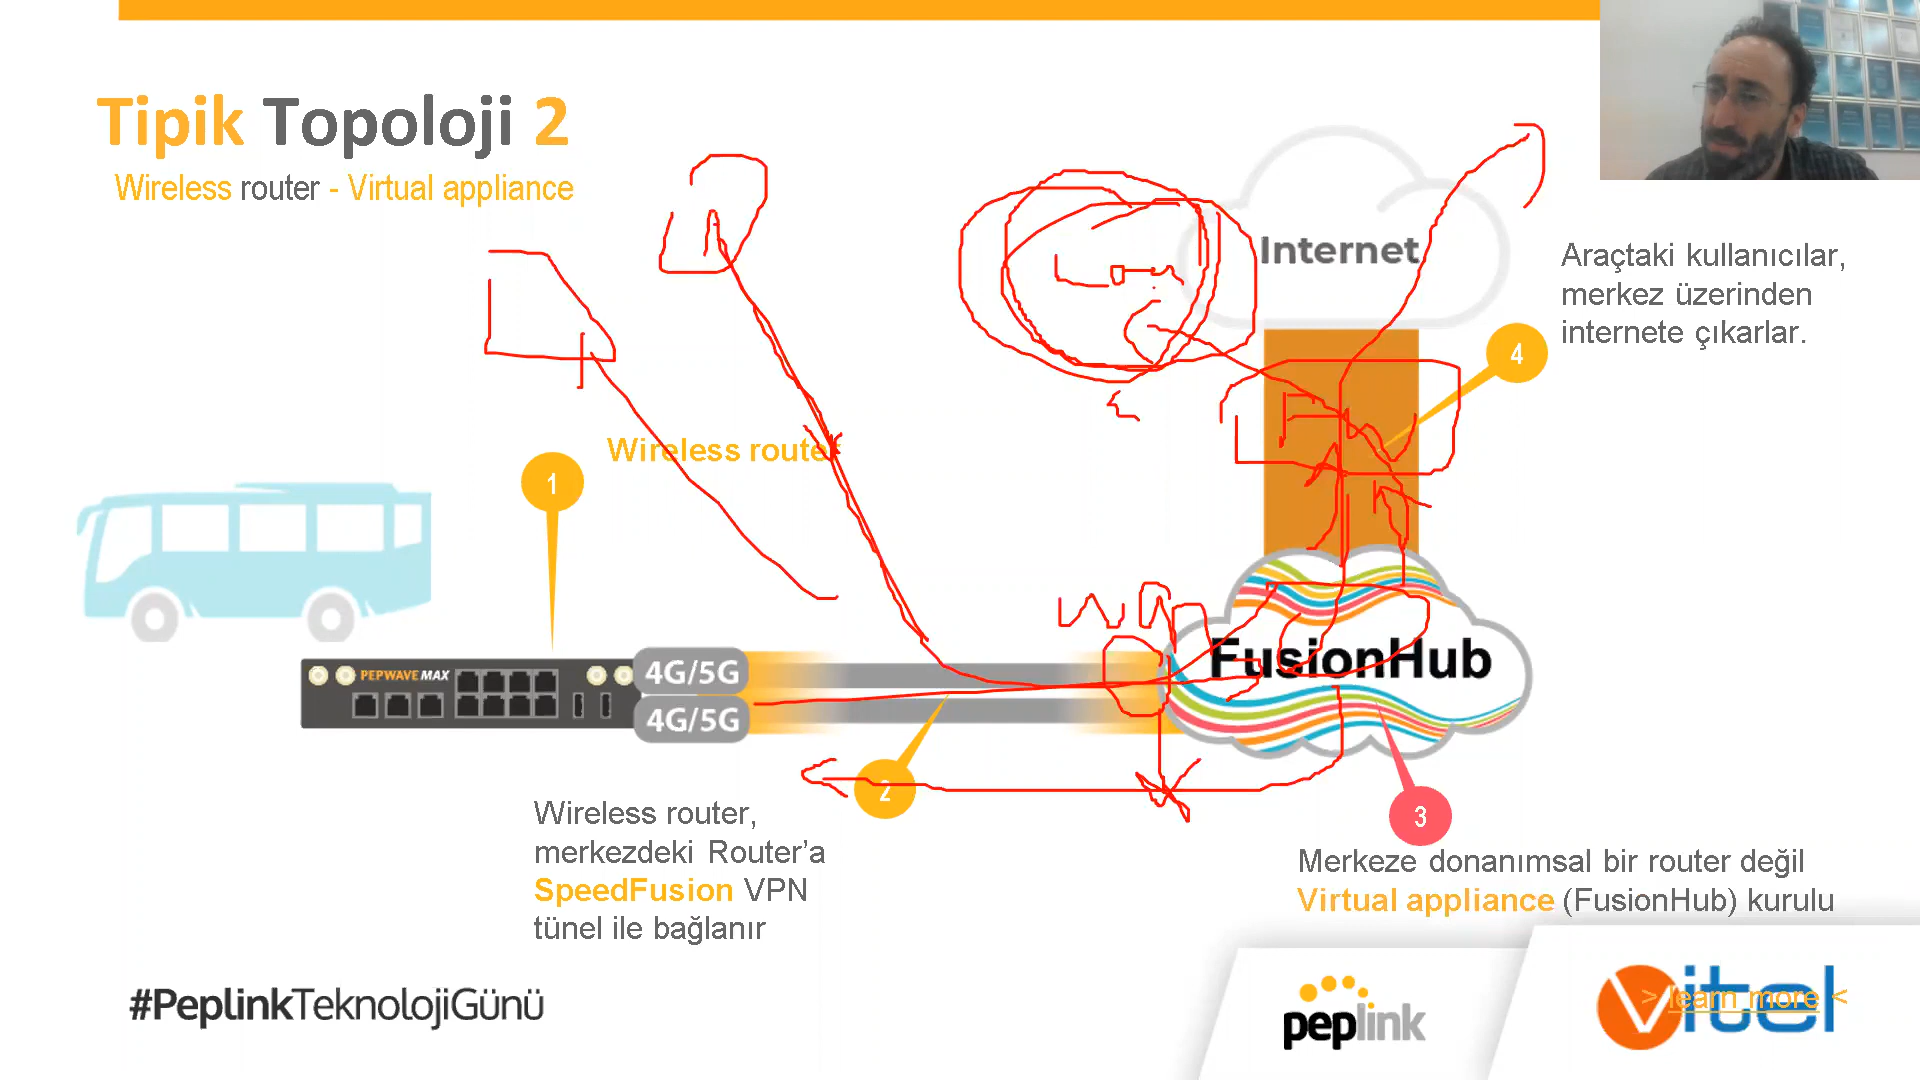 Tipik Topoloji 2
Wireless router - Virtual appliance
Internet
Araçtaki kullanıcılar,
merkez üzerinden
internete çıkarlar.
4
Wireless router
1
PEPWAVE MAX
4G/5G
4G/5G
FusionHub
2
3
Wireless router,
merkezdeki Router’a
SpeedFusion VPN
tünel ile bağlanır
Merkeze donanımsal bir router değil
Virtual appliance (FusionHub) kurulu
#PeplinkTeknolojiGünü
peplink
Vitel
> learn more <